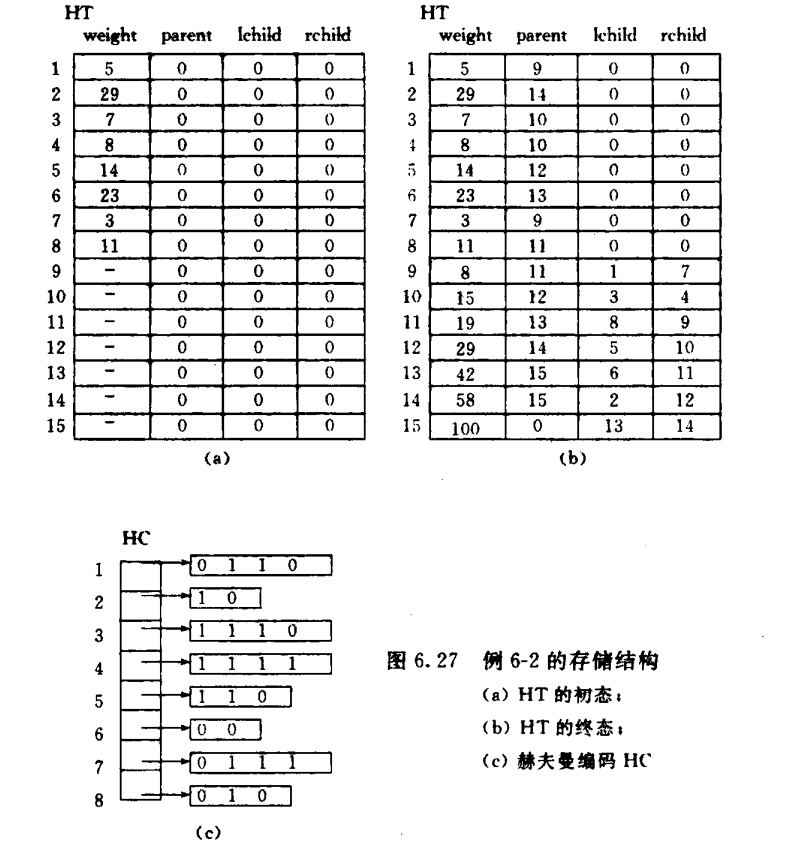 HT HT
weight parent lchild rchild weight parent lchild rchild
1 5 0 0 0 1 5 9 0 0
2 29 0 0 0 2 29 14 0 0
3 7 0 0 0 3 7 10 0 0
4 8 0 0 0 4 8 10 0 0
5 14 0 0 0 5 14 12 0 0
6 23 0 0 0 6 23 13 0 0
7 3 0 0 0 7 3 9 0 0
8 11 0 0 0 8 11 11 0 0
9 - 0 0 0 9 8 11 1 7
10 - 0 0 0 10 15 12 3 4
11 - 0 0 0 11 19 13 8 9
12 - 0 0 0 12 29 14 5 10
13 - 0 0 0 13 42 15 6 11
14 - 0 0 0 14 58 15 2 12
15 - 0 0 0 15 100 0 13 14
(a) (b)
HC
1 0 1 1 0
2 1 0
3 1 1 1 0
4 1 1 1 1
5 1 1 0
6 0 0
7 0 1 1 1
8 0 1 0
(c)
图 6.27 例 6-2 的存储结构
(a) HT 的初态;
(b) HT 的终态;
(c) 赫夫曼编码 HC